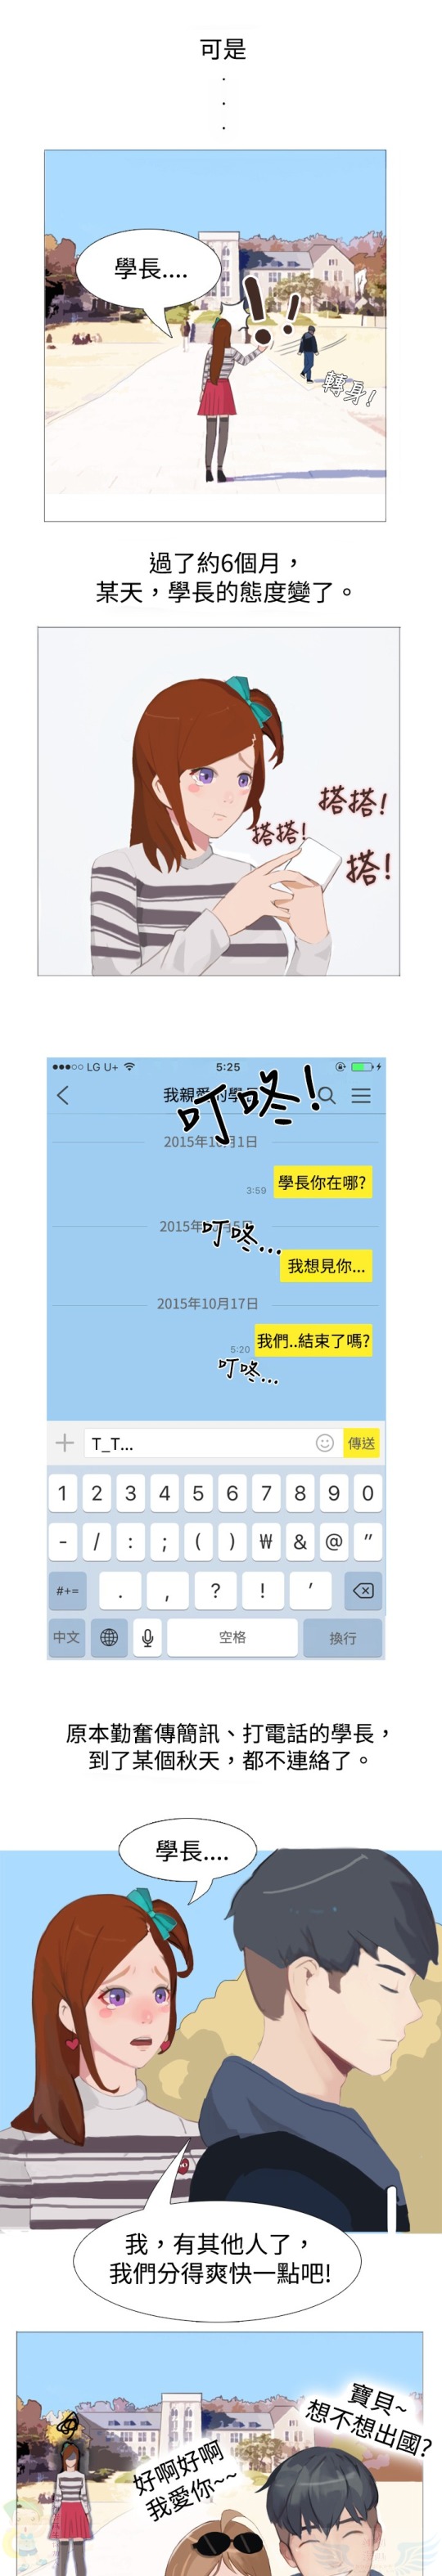 可是
.
.
.
學長....
!!
轉身!
過了約6個月，
某天，學長的態度變了。
搭搭!
搭搭!
搭!
LG U+
5:25
叮咚!
2015年1
月1日
3:59
學長你在哪?
2015年
叮咚...
我想見你...
2015年10月17日
5:20
我們..結束了嗎?
叮咚...
T_T...
傳送
1 2 3 4 5 6 7 8 9 0
- / : ; ( ) ₩ & @ "
#+= . , ? ! ’
中文 空格 換行
原本勤奮傳簡訊、打電話的學長，
到了某個秋天，都不連絡了。
學長....
我，有其他人了，
我們分得爽快一點吧!
寶貝~
想不想出國?
好啊好啊
我愛你~~